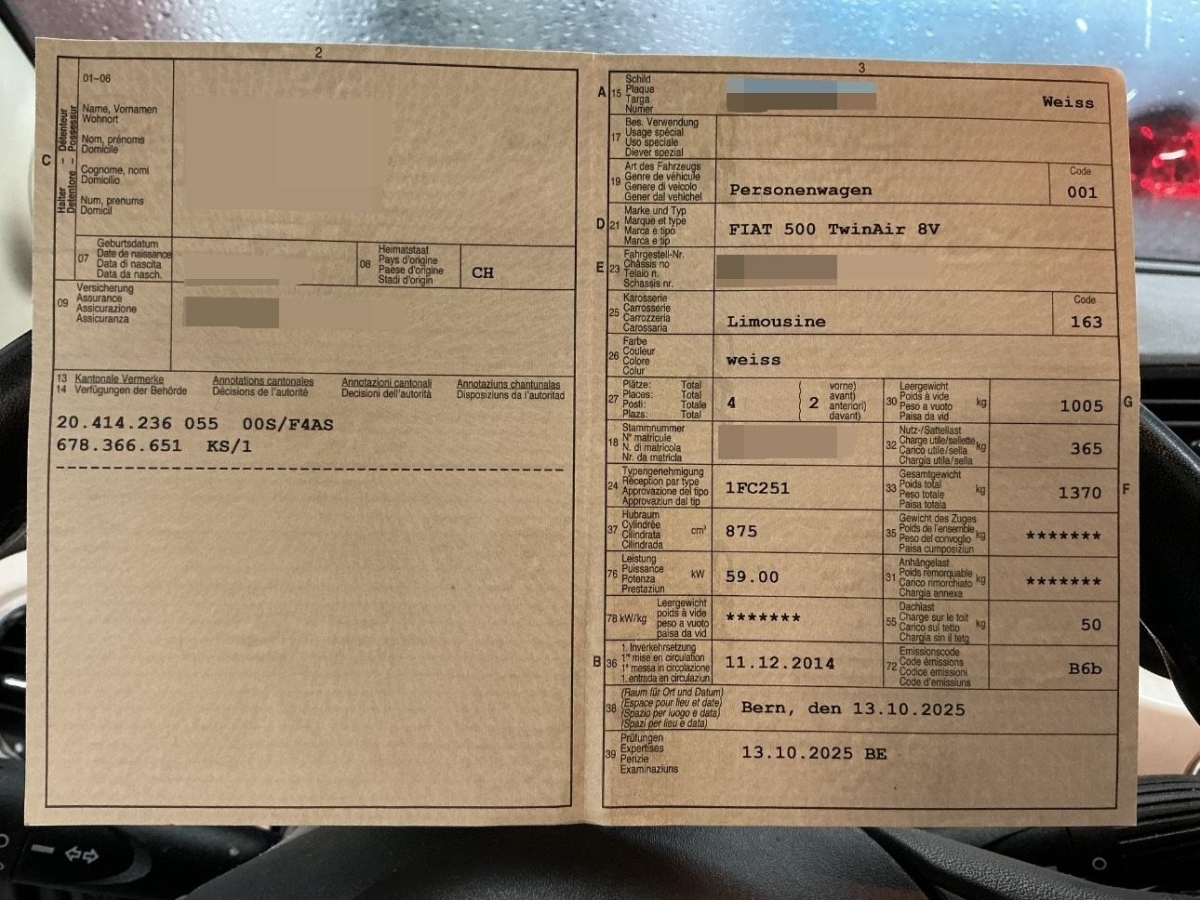 2
01-06
Halter - Détenteur
Detentore - Possessur
Name, Vornamen
Wohnort
Nom, prénoms
Domicile
C
Cognome, nomi
Domicilio
Num, prenums
Domicil
07
Geburtsdatum
Date de naissance
Data di nascita
Data da nasch.
08
Heimatstaat
Pays d'origine
Paese d'origine
Stadi d'origin
CH
09
Versicherung
Assurance
Assicurazione
Assicuranza
13 Kantonale Vermerke Annotations cantonales Annotazioni cantonali Annotaziuns chantunalas
14 Verfügungen der Behörde Décisions de l'autorité Decisioni dell'autorità Disposiziuns da l'autoritad
20.414.236 055 00S/F4AS
678.366.651 KS/1
3
A 15
Schild
Plaque
Targa
Numer
Weiss
17
Bes. Verwendung
Usage spécial
Uso speciale
Diever spezial
19
Art des Fahrzeugs
Genre de véhicule
Genere di veicolo
Gener dal vehichel
Personenwagen
Code
001
D 21
Marke und Typ
Marque et type
Marca e tipo
Marca e tip
FIAT 500 TwinAir 8V
E 23
Fahrgestell-Nr.
Châssis no
Telaio n.
Schassis nr.
25
Karosserie
Carrosserie
Carrozzeria
Carossaria
Limousine
Code
163
26
Farbe
Couleur
Colore
Colur
weiss
27
Plätze: Total
Places: Total
Posti: Totale
Plazs: Total
4
2
vorne)
avant)
anteriori)
davant)
30
Leergewicht
Poids à vide
Peso a vuoto
Paisa da vid
kg
1005
G
18
Stammnummer
N° matricule
N. di matricola
Nr. da matricla
32
Nutz-/Sattellast
Charge utile/sellette
Carico utile/sella
Chargia utila/sella
kg
365
24
Typengenehmigung
Réception par type
Approvazione del tipo
Approvaziun dal tip
1FC251
33
Gesamtgewicht
Poids total
Peso totale
Paisa totala
kg
1370
F
37
Hubraum
Cylindrée
Cilindrata
Cilindrada
cm³
875
35
Gewicht des Zuges
Poids de l'ensemble
Peso del convoglio
Paisa cumposiziun
kg
*******
76
Leistung
Puissance
Potenza
Prestaziun
kW
59.00
31
Anhängelast
Poids remorquable
Carico rimorchiato
Chargia annexa
kg
*******
78 kW/kg
Leergewicht
poids à vide
peso a vuoto
paisa da vid
*******
55
Dachlast
Charge sur le toit
Carico sul tetto
Chargia sin il tetg
kg
50
B 36
1. Inverkehrsetzung
1re mise en circulation
1a messa in circolazione
1. entrada en circulaziun
11.12.2014
72
Emissionscode
Code émissions
Codice emissioni
Code d'emissiuns
B6b
38
(Raum für Ort und Datum)
(Espace pour lieu et date)
(Spazio per luogo e data)
(Spazi per lieu e data)
Bern, den 13.10.2025
39
Prüfungen
Expertises
Perizie
Examinaziuns
13.10.2025 BE